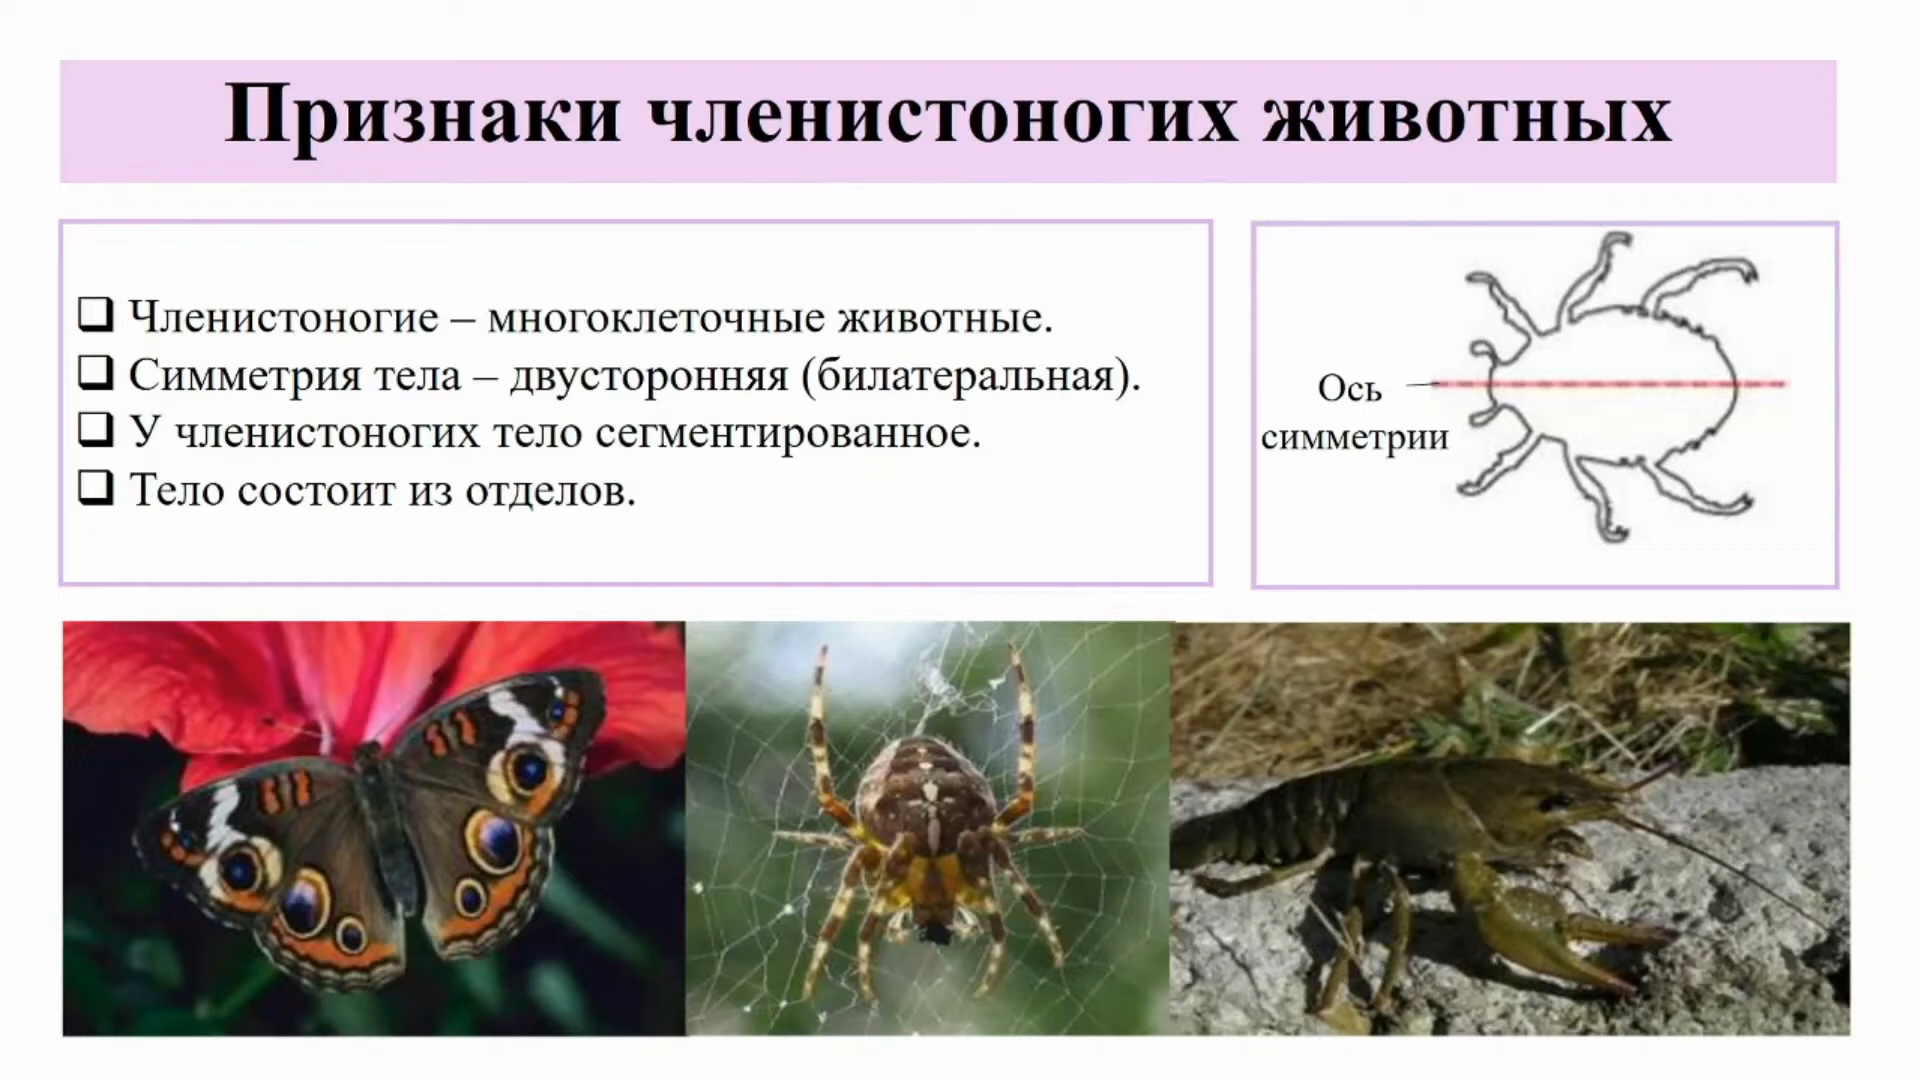 Признаки членистоногих животных
❑ Членистоногие – многоклеточные животные.
❑ Симметрия тела – двусторонняя (билатеральная).
❑ У членистоногих тело сегментированное.
❑ Тело состоит из отделов.
Ось
симметрии